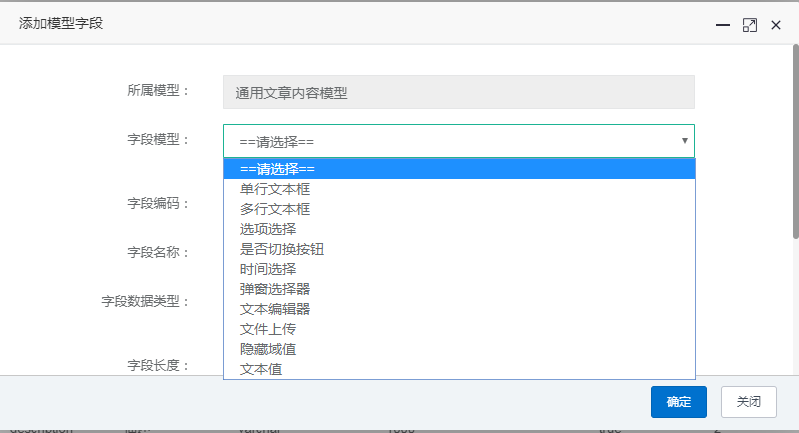 添加模型字段
所属模型：
通用文章内容模型
字段模型：
==请选择==
==请选择==
单行文本框
多行文本框
选项选择
是否切换按钮
时间选择
弹窗选择器
文本编辑器
文件上传
隐藏域值
文本值
字段编码：
字段名称：
字段数据类型：
字段长度：
确定
关闭